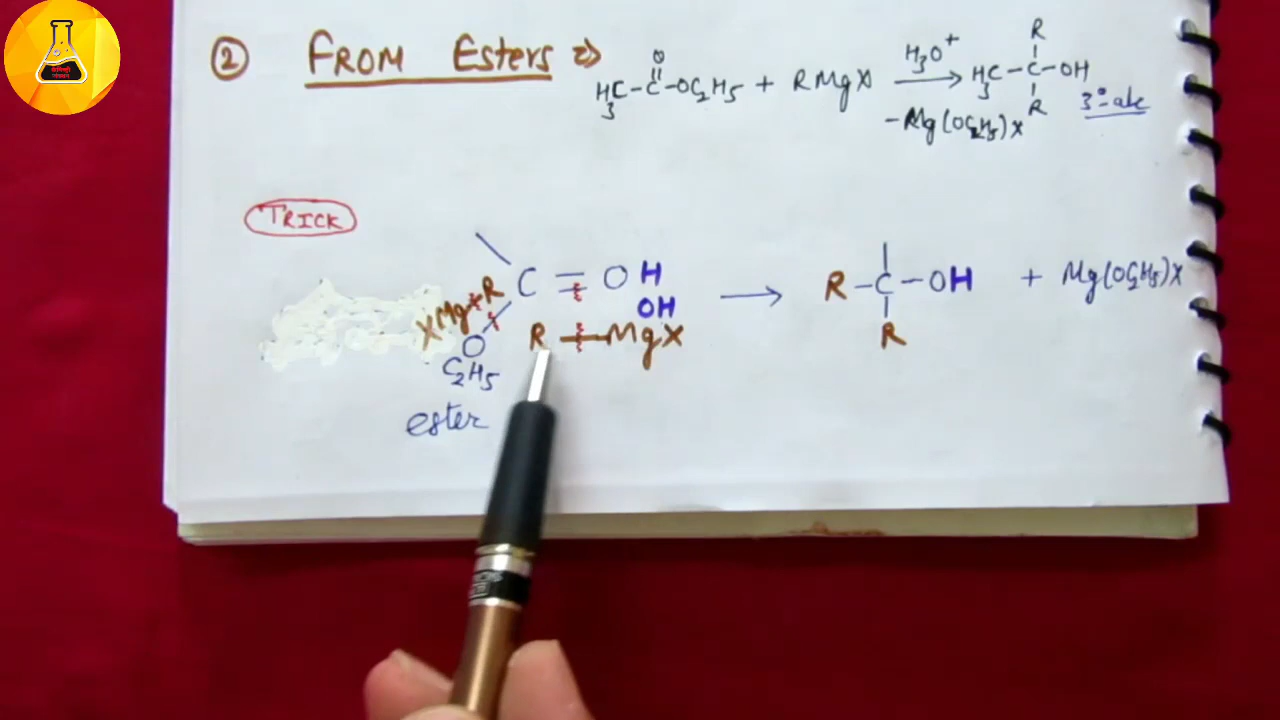 ② FROM Esters ⇒
H₃C-C-OC₂H₅ + RMgX
O
H₃O⁺
-Mg(OC₂H₅)X
R
H₃C-C-OH
R
3°-alc
TRICK
C=OH
XMg-R
OH
R-MgX
O
C₂H₅
ester
R-C-OH + Mg(OC₂H₅)X
R